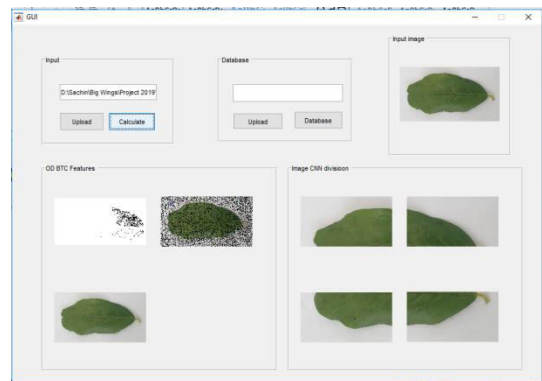 GUI
Input
D:\Sachin\Big Wings\Project 2019\
Upload
Calculate
Database
Upload
Database
Input image
OD BTC Features
Image CNN division